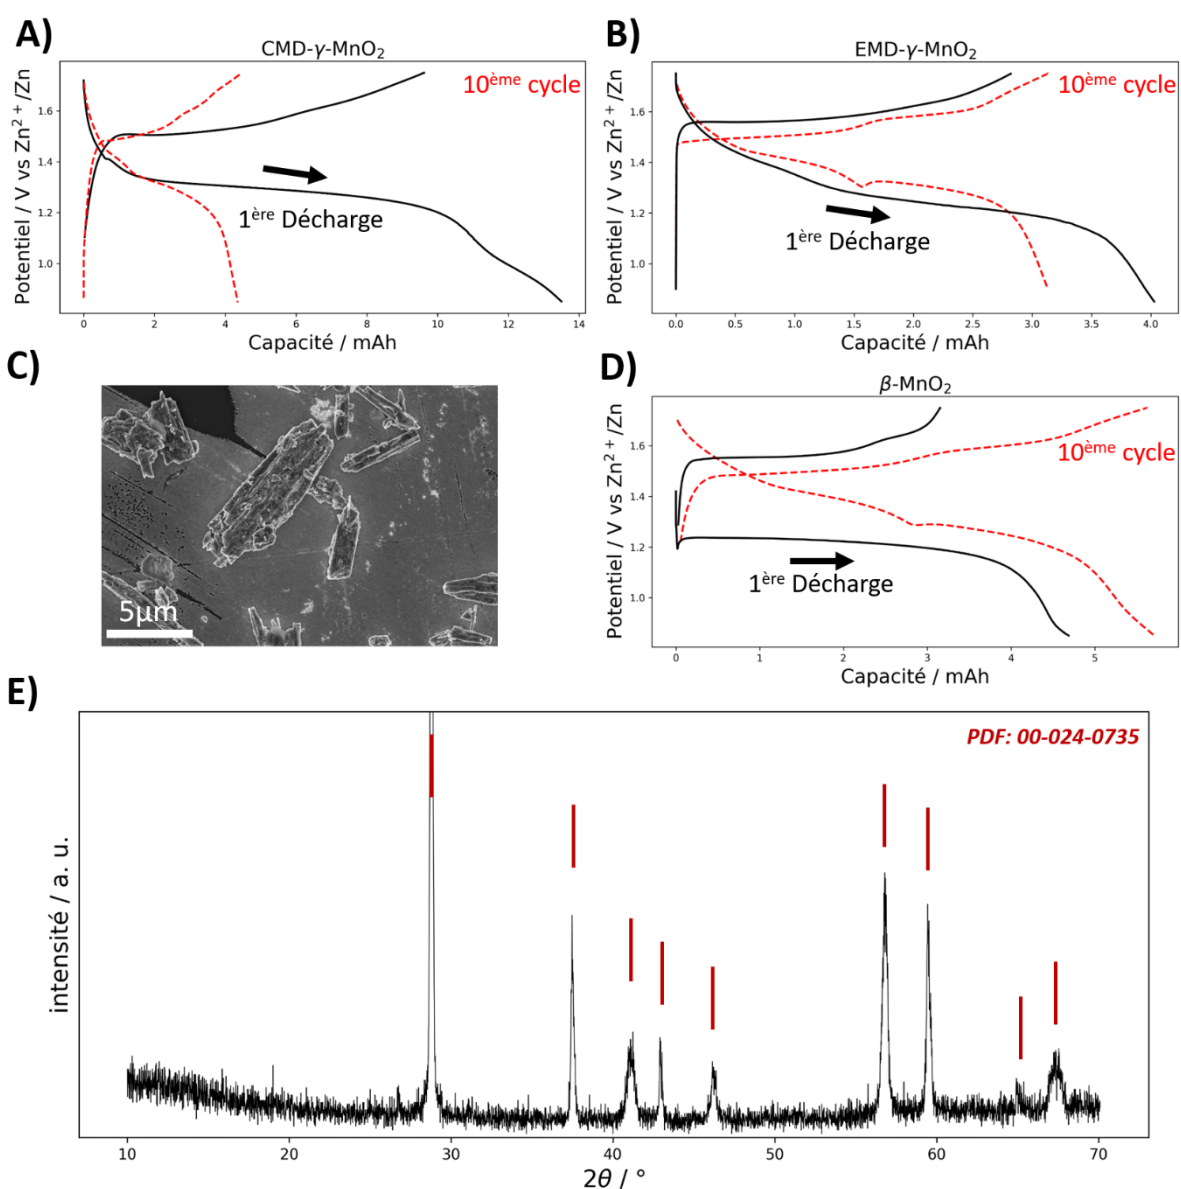 A)
CMD-γ-MnO2
10ème cycle
1ère Décharge
Potentiel / V vs Zn2+/Zn
1.6
1.4
1.2
1.0
0 2 4 6 8 10 12 14
Capacité / mAh
B)
EMD-γ-MnO2
10ème cycle
1ère Décharge
Potentiel / V vs Zn2+/Zn
1.6
1.4
1.2
1.0
0.0 0.5 1.0 1.5 2.0 2.5 3.0 3.5 4.0
Capacité / mAh
C)
5μm
D)
β-MnO2
10ème cycle
1ère Décharge
Potentiel / V vs Zn2+/Zn
1.6
1.4
1.2
1.0
0 1 2 3 4 5
Capacité / mAh
E)
PDF: 00-024-0735
intensité / a. u.
10 20 30 40 50 60 70
2θ / °